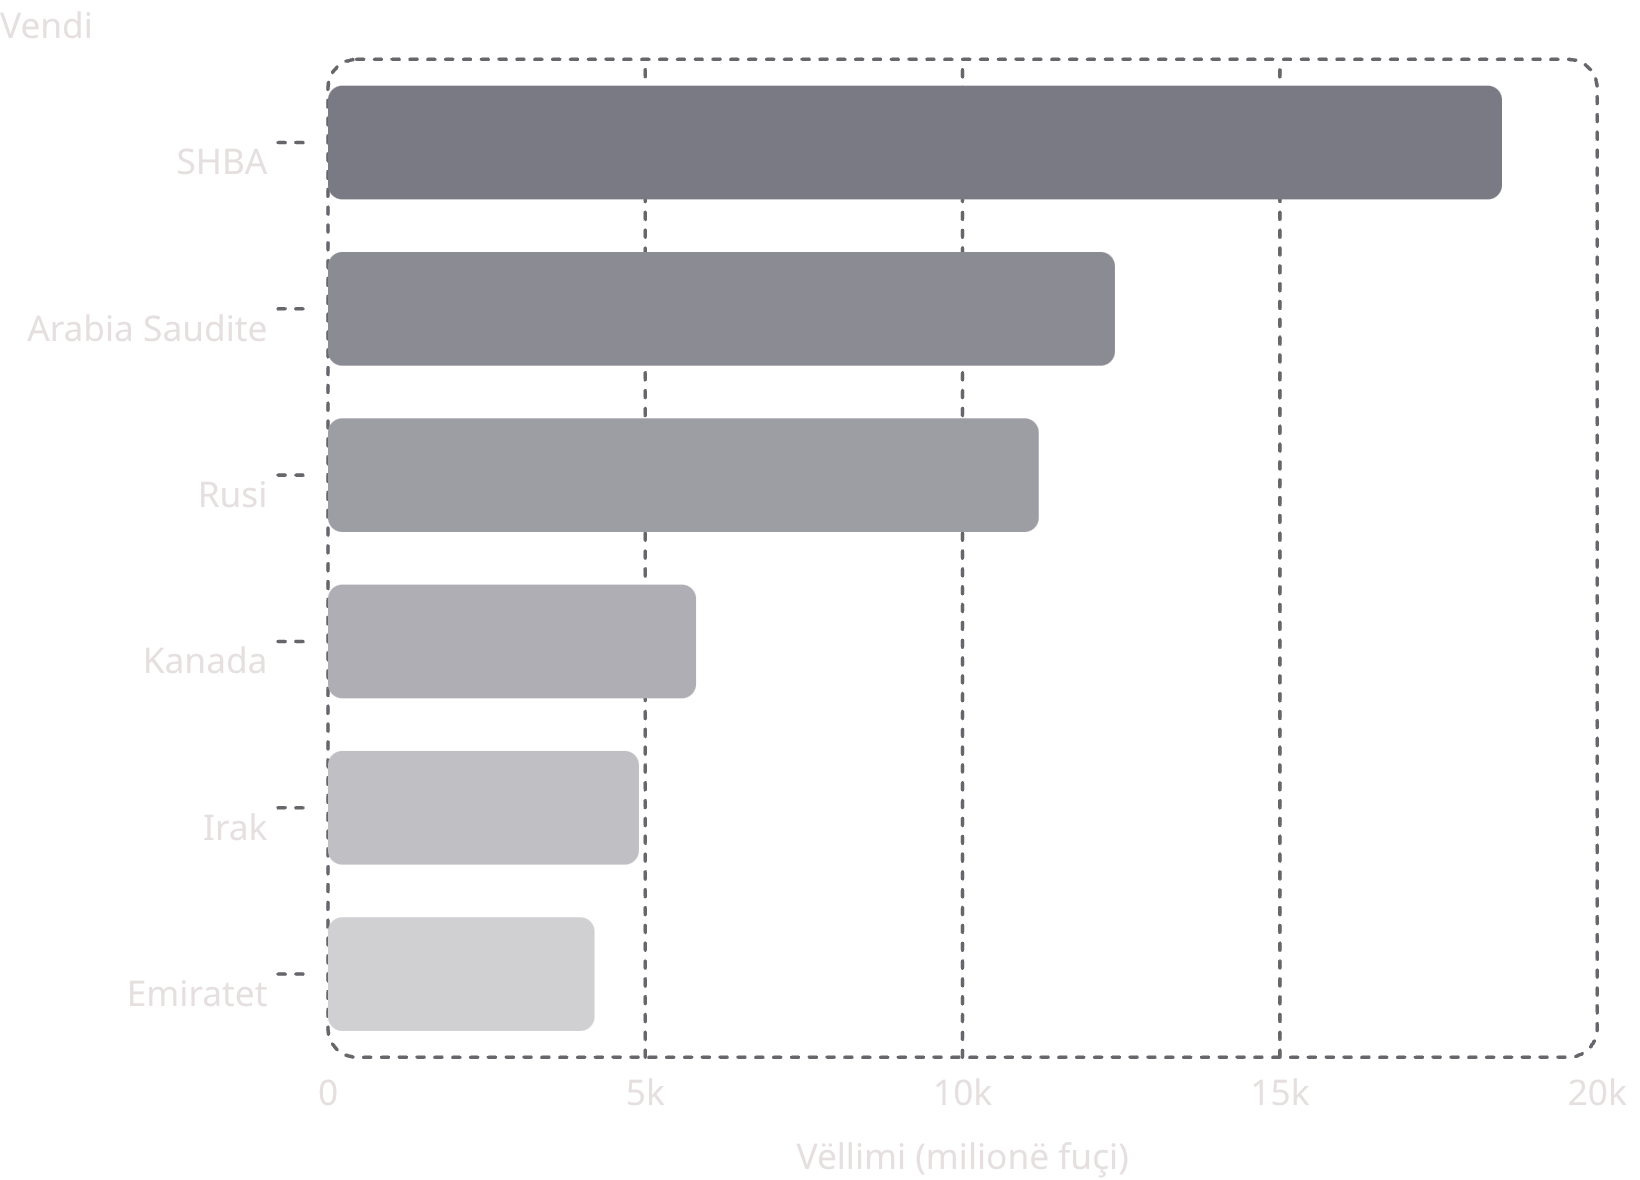 Vendi
SHBA
Arabia Saudite
Rusi
Kanada
Irak
Emiratet
0 5k 10k 15k 20k
Vëllimi (milionë fuçi)